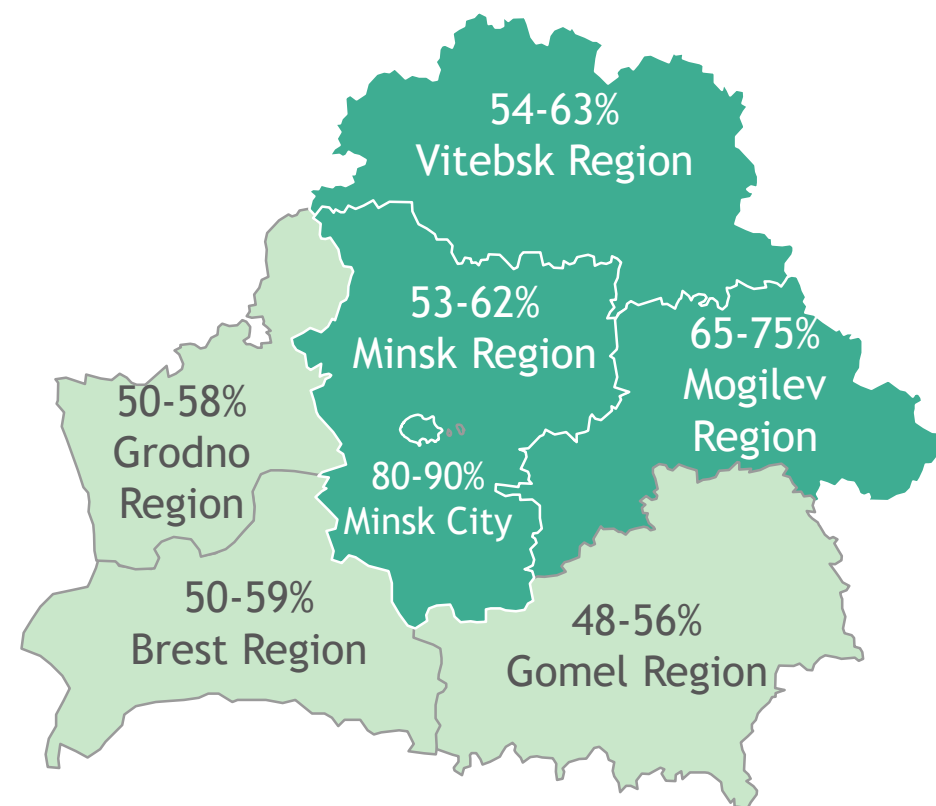 54-63%
Vitebsk Region
53-62%
Minsk Region
65-75%
Mogilev
Region
50-58%
Grodno
Region
80-90%
Minsk City
50-59%
Brest Region
48-56%
Gomel Region